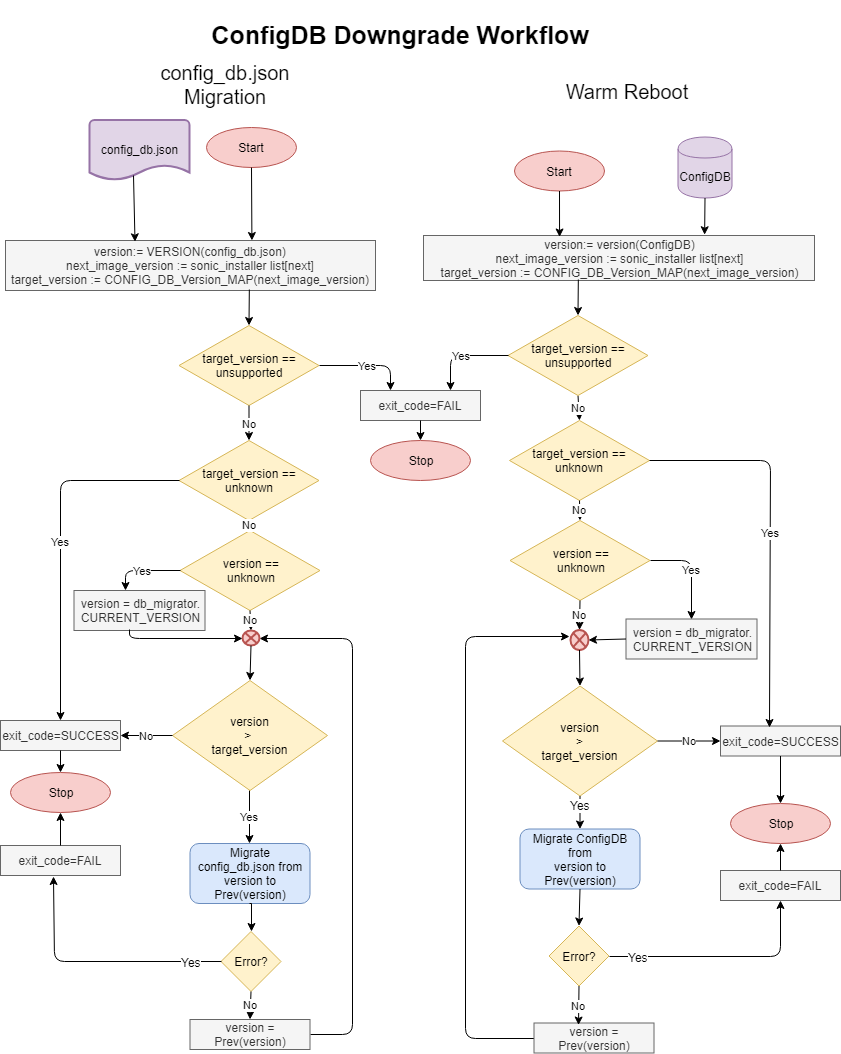 ConfigDB Downgrade Workflow
config_db.json
Migration
config_db.json
Start
version:= VERSION(config_db.json)
next_image_version := sonic_installer list[next]
target_version := CONFIG_DB_Version_MAP(next_image_version)
target_version ==
unsupported
Yes
No
target_version ==
unknown
Yes
No
version ==
unknown
Yes
version = db_migrator.
CURRENT_VERSION
No
version
>
target_version
No
exit_code=SUCCESS
Stop
exit_code=FAIL
Yes
Migrate
config_db.json from
version to
Prev(version)
Error?
Yes
No
version =
Prev(version)
exit_code=FAIL
Stop
Warm Reboot
Start
ConfigDB
version:= version(ConfigDB)
next_image_version := sonic_installer list[next]
target_version := CONFIG_DB_Version_MAP(next_image_version)
target_version ==
unsupported
Yes
No
target_version ==
unknown
Yes
No
version ==
unknown
Yes
version = db_migrator.
CURRENT_VERSION
No
version
>
target_version
No
exit_code=SUCCESS
Stop
exit_code=FAIL
Yes
Migrate ConfigDB
from
version to
Prev(version)
Error?
Yes
No
version =
Prev(version)